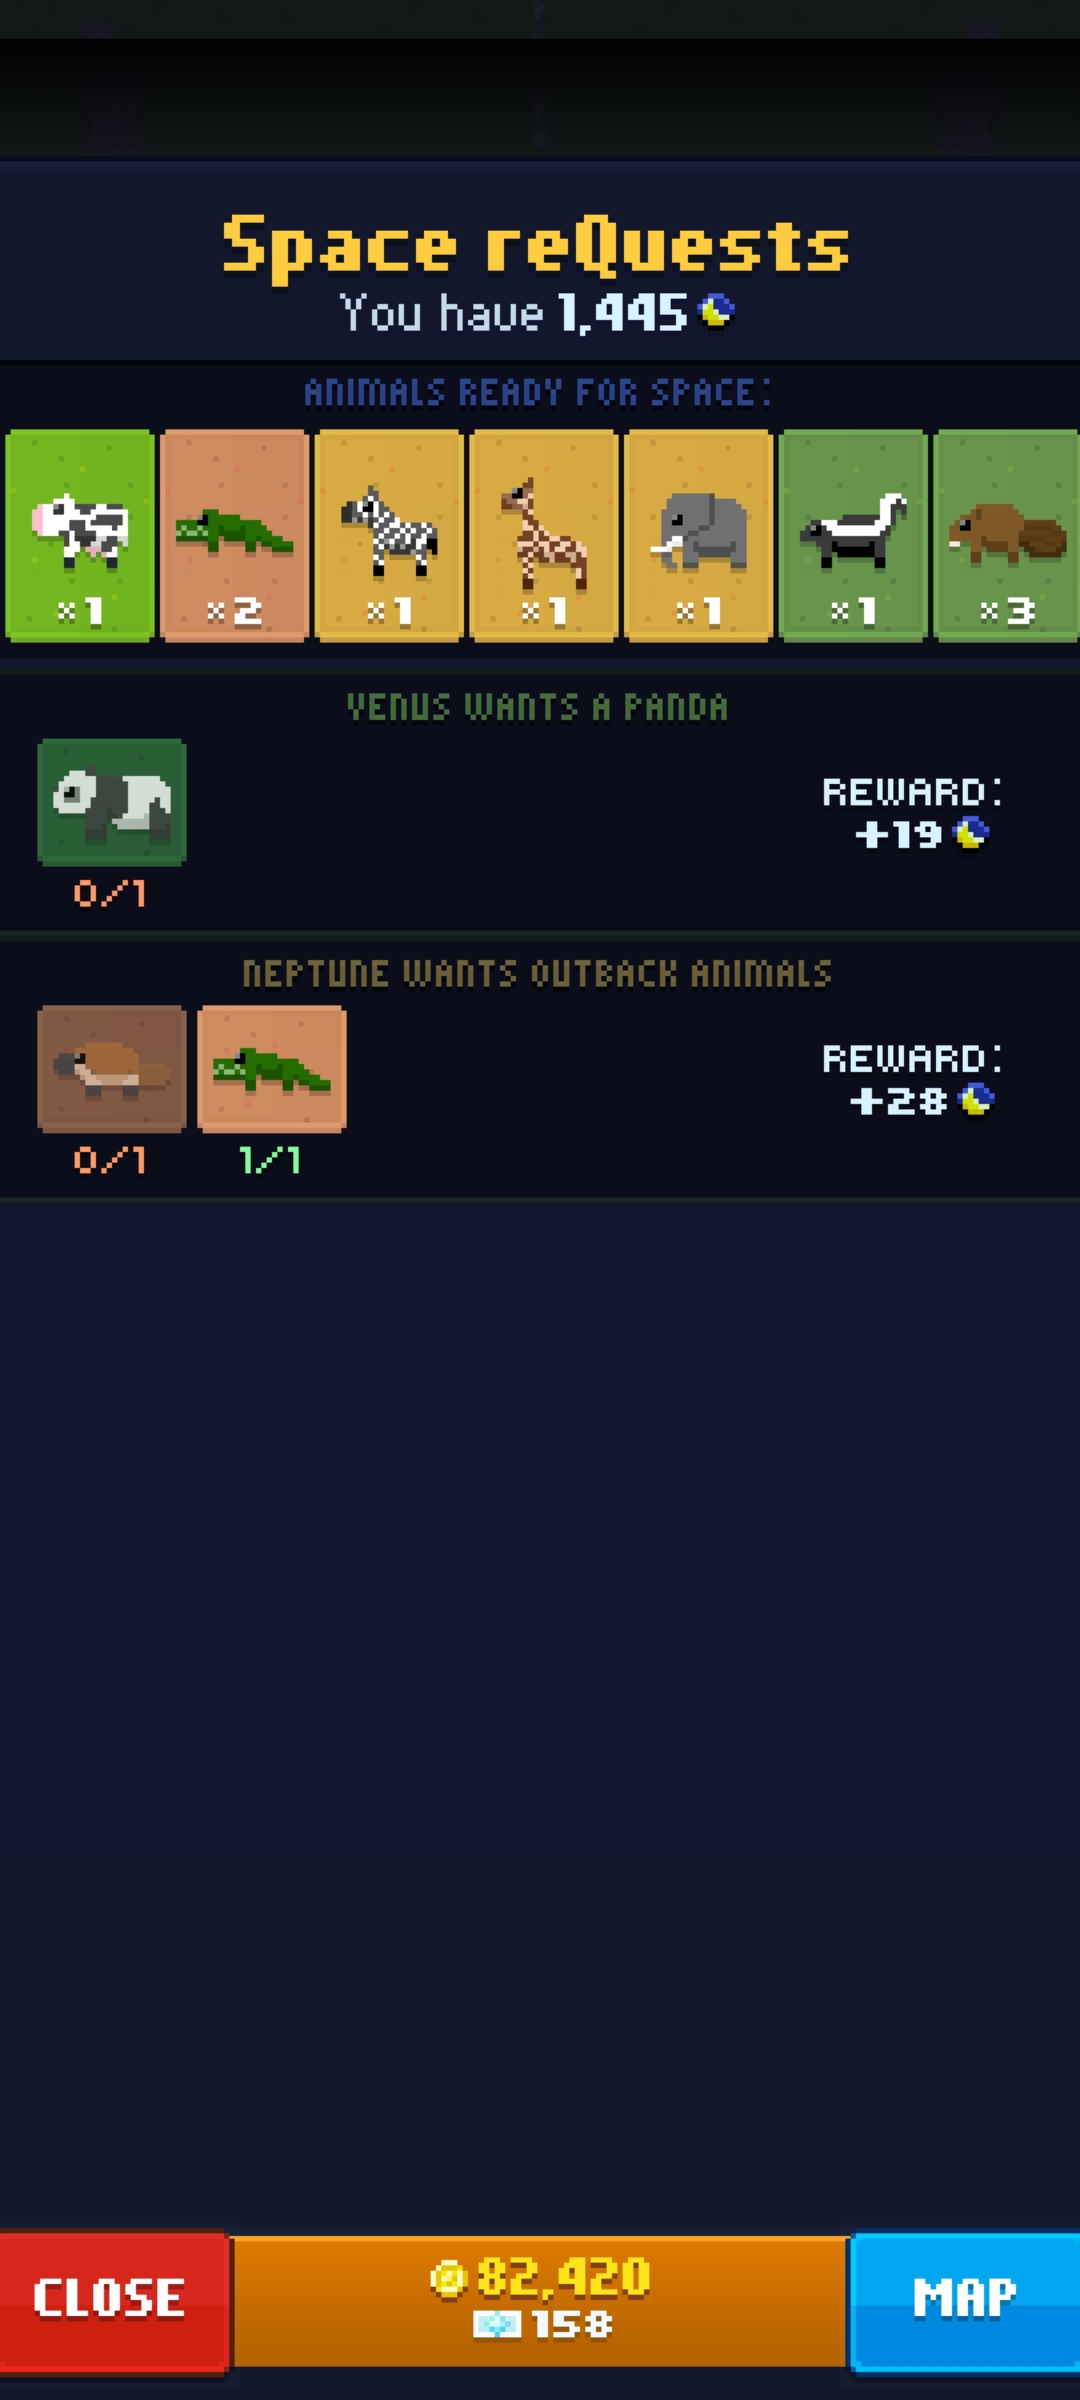 Space reQuests
You have 1,445
ANIMALS READY FOR SPACE:
×1 ×2 ×1 ×1 ×1 ×1 ×3
VENUS WANTS A PANDA
REWARD:
+19
0/1
NEPTUNE WANTS OUTBACK ANIMALS
REWARD:
+28
0/1 1/1
CLOSE
82,420
158
MAP